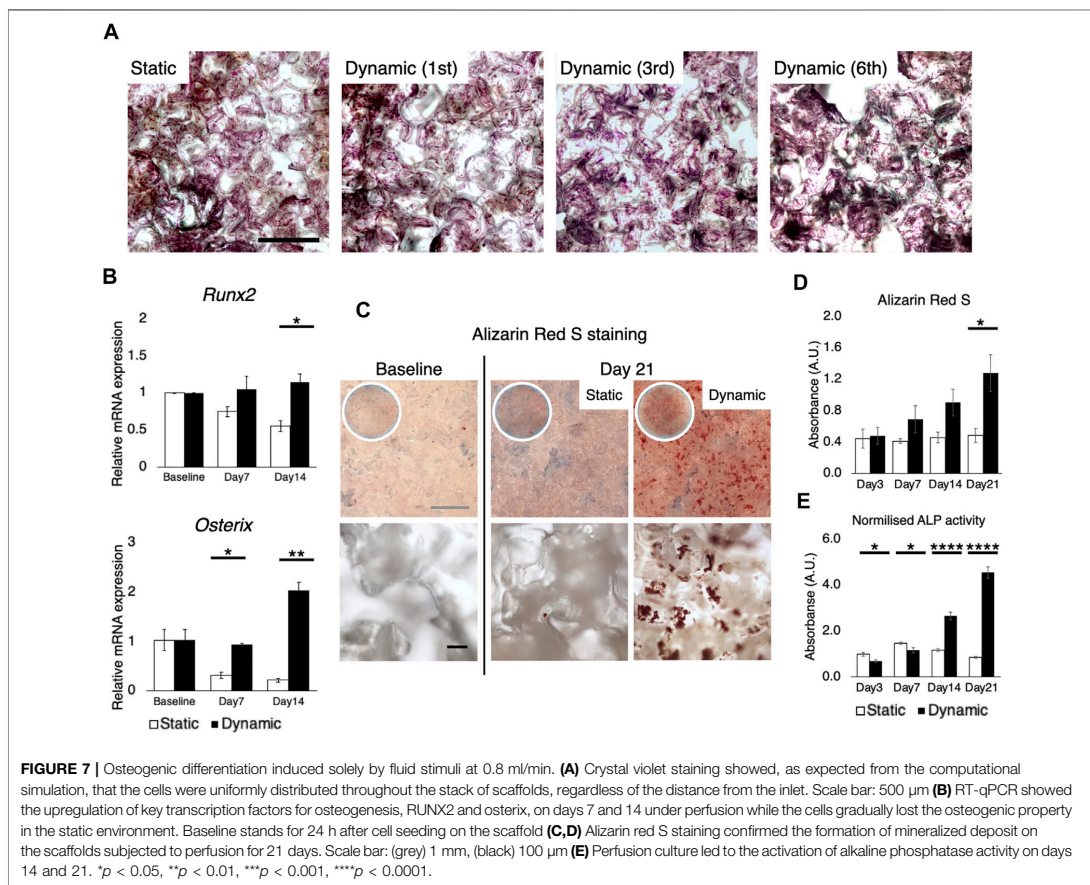 A
Static
Dynamic (1st)
Dynamic (3rd)
Dynamic (6th)
B
Runx2
Relative mRNA expression
2
1.5
1
0.5
0
*
Baseline
Day7
Day14
Osterix
Relative mRNA expression
3
2
1
0
*
**
Baseline
Day7
Day14
Static
Dynamic
C
Alizarin Red S staining
Baseline
Day 21
Static
Dynamic
D
Alizarin Red S
Absorbance (A.U.)
2.0
1.6
1.2
0.8
0.4
0.0
*
Day3
Day7
Day14
Day21
E
Normilised ALP activity
Absorbanse (A.U.)
6.0
4.0
2.0
0.0
*
*
****
****
Day3
Day7
Day14
Day21
Static
Dynamic
FIGURE 7 | Osteogenic differentiation induced solely by fluid stimuli at 0.8 ml/min. (A) Crystal violet staining showed, as expected from the computational
simulation, that the cells were uniformly distributed throughout the stack of scaffolds, regardless of the distance from the inlet. Scale bar: 500 μm (B) RT-qPCR showed
the upregulation of key transcription factors for osteogenesis, RUNX2 and osterix, on days 7 and 14 under perfusion while the cells gradually lost the osteogenic property
in the static environment. Baseline stands for 24 h after cell seeding on the scaffold (C,D) Alizarin red S staining confirmed the formation of mineralized deposit on
the scaffolds subjected to perfusion for 21 days. Scale bar: (grey) 1 mm, (black) 100 μm (E) Perfusion culture led to the activation of alkaline phosphatase activity on days
14 and 21. *p < 0.05, **p < 0.01, ***p < 0.001, ****p < 0.0001.